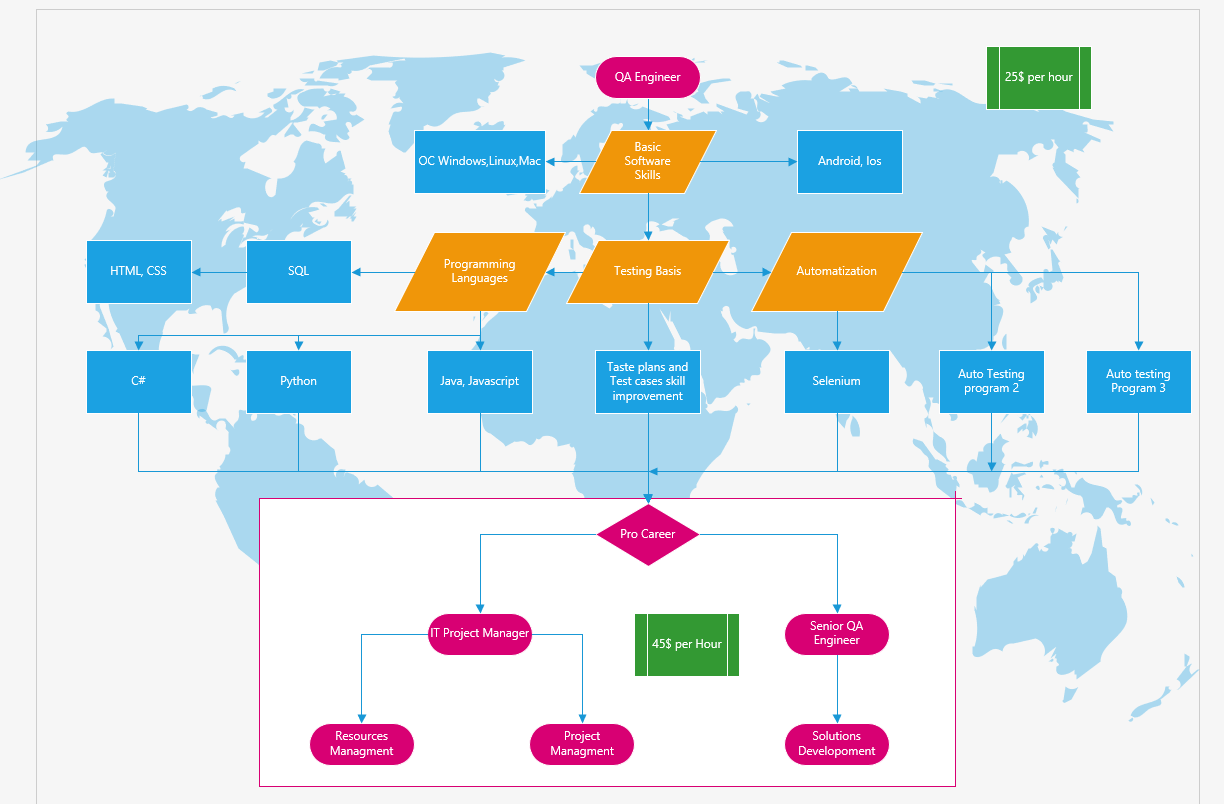 QA Engineer
25$ per hour
Basic
Software
Skills
OC Windows,Linux,Mac
Android, Ios
HTML, CSS
SQL
Programming
Languages
Testing Basis
Automatization
C#
Python
Java, Javascript
Taste plans and
Test cases skill
improvement
Selenium
Auto Testing
program 2
Auto testing
Program 3
Pro Career
IT Project Manager
45$ per Hour
Senior QA
Engineer
Resources
Managment
Project
Managment
Solutions
Developoment